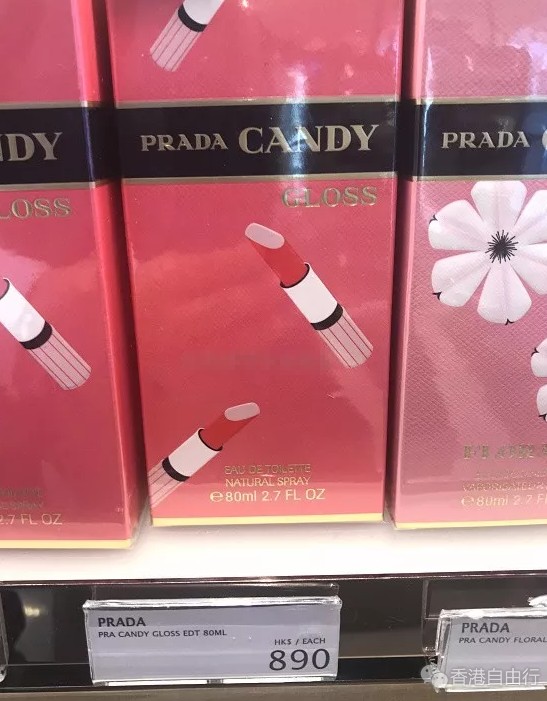 NDY
LOSS
2.7 FL OZ
PRADA CANDY
GLOSS
EAU DE TOILETTE
NATURAL SPRAY
℮80ml 2.7 FL OZ
PRADA
℮80ml 2.7
PRADA
PRA CANDY GLOSS EDT 80ML
HK$ / EACH
890
PRADA
PRA CANDY FLORAL
香港自由行